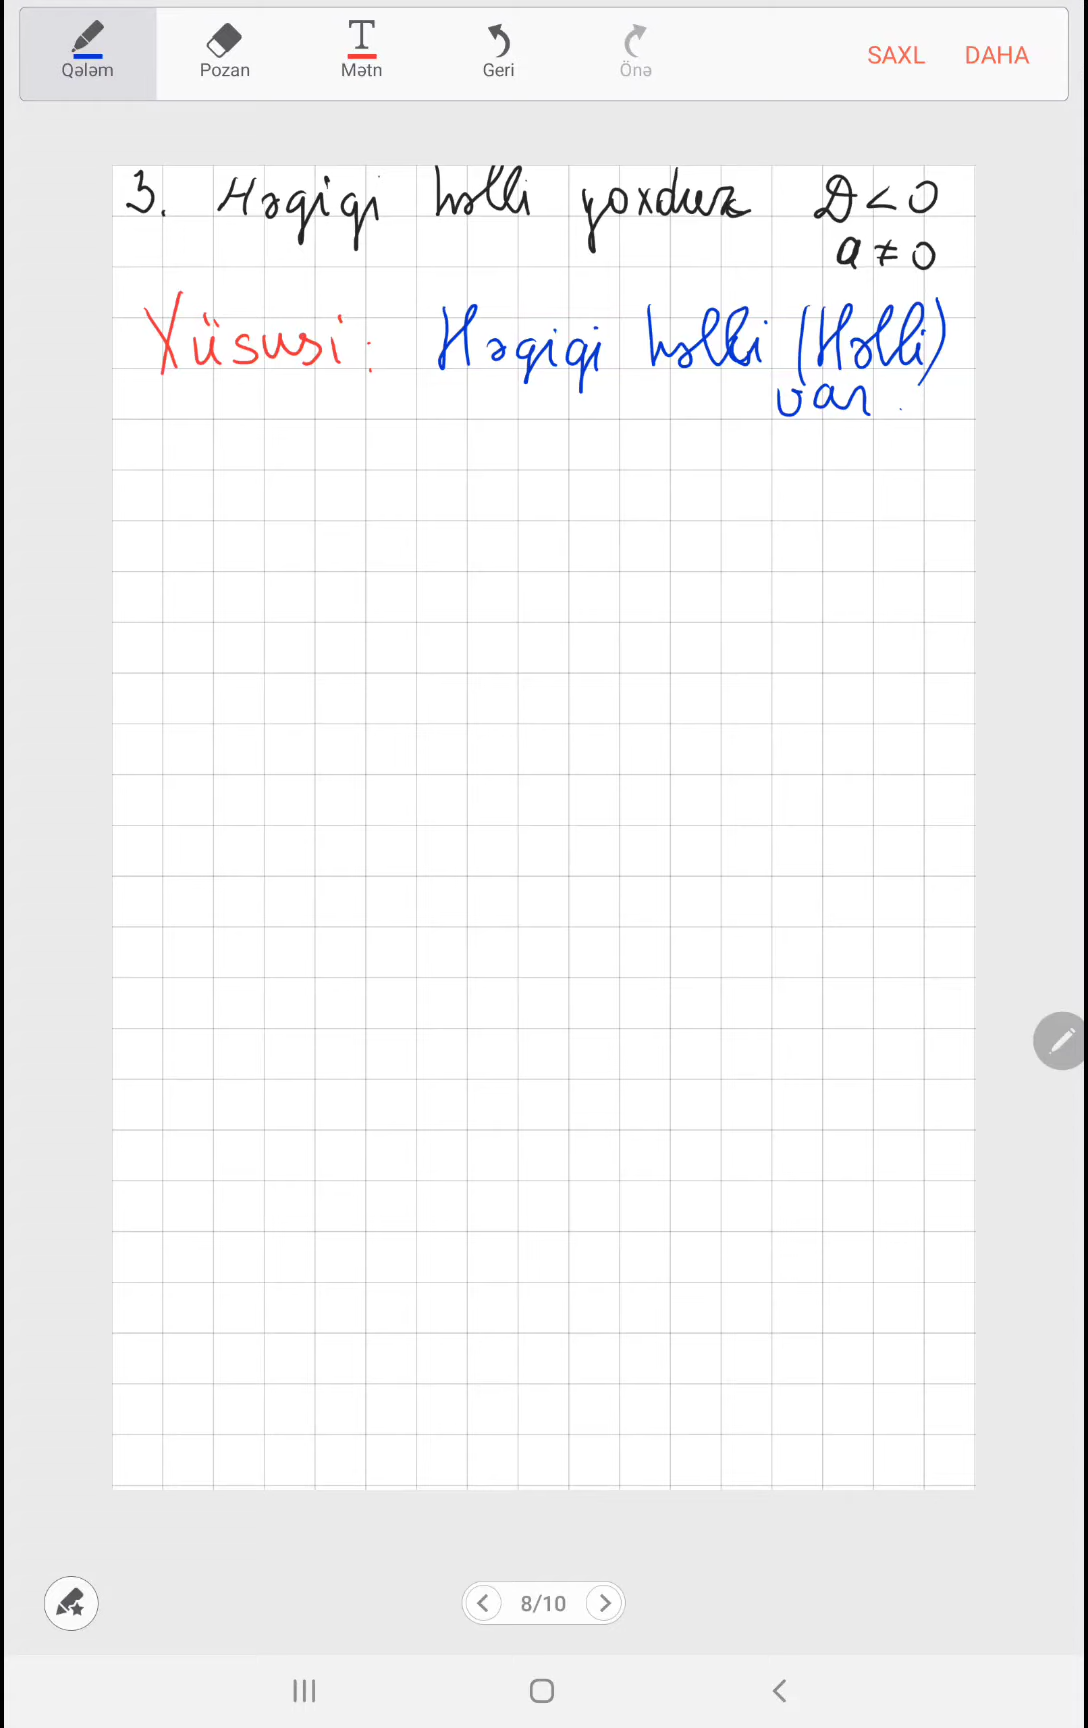 Qələm Pozan Mətn Geri Önə SAXL DAHA
3. Həqiqi həlli yoxdur D < 0
a ≠ 0
Xüsusi: Həqiqi həlli (Həlli)
var.
8/10